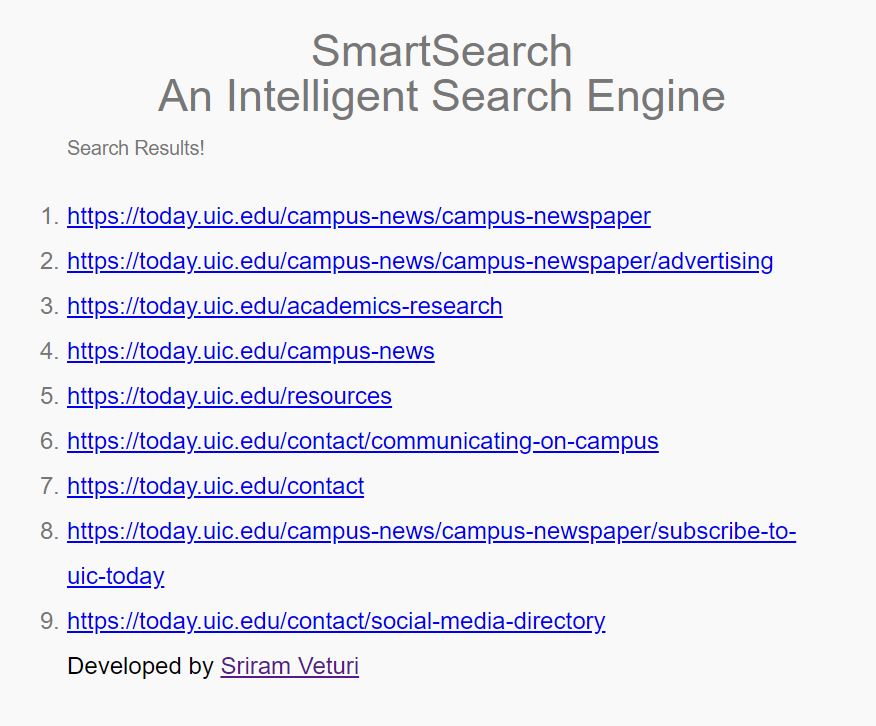 SmartSearch
An Intelligent Search Engine
Search Results!
1. https://today.uic.edu/campus-news/campus-newspaper
2. https://today.uic.edu/campus-news/campus-newspaper/advertising
3. https://today.uic.edu/academics-research
4. https://today.uic.edu/campus-news
5. https://today.uic.edu/resources
6. https://today.uic.edu/contact/communicating-on-campus
7. https://today.uic.edu/contact
8. https://today.uic.edu/campus-news/campus-newspaper/subscribe-to-
uic-today
9. https://today.uic.edu/contact/social-media-directory
Developed by Sriram Veturi